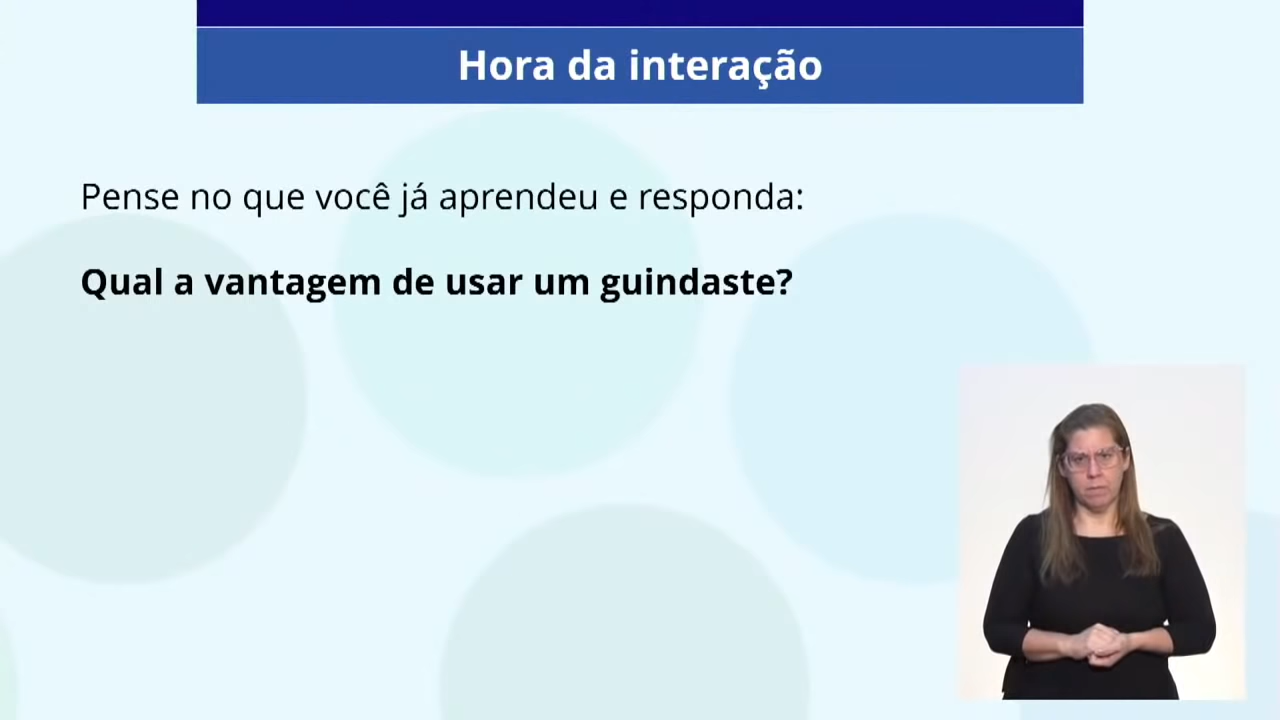 Hora da interação
Pense no que você já aprendeu e responda:
Qual a vantagem de usar um guindaste?